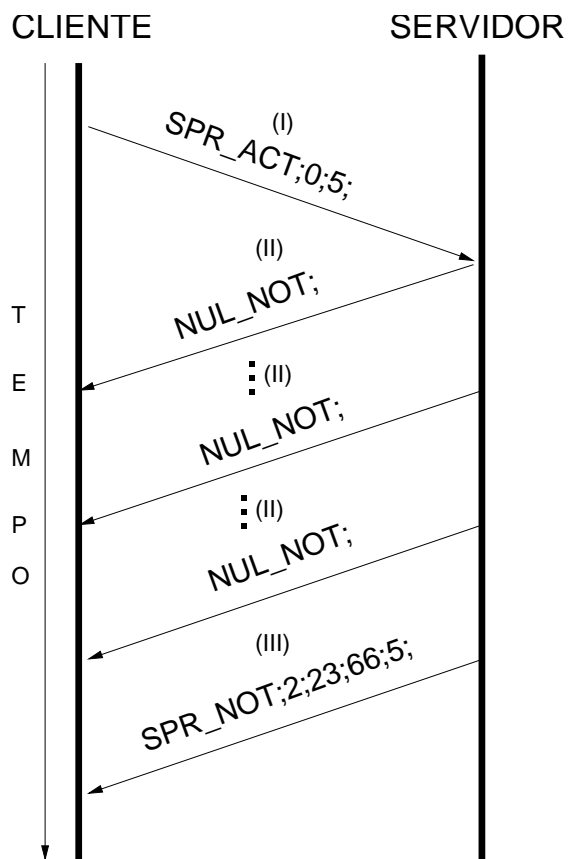 CLIENTE
SERVIDOR
(I)
SPR_ACT;0;5;
(II)
NUL_NOT;
(II)
NUL_NOT;
(II)
NUL_NOT;
(III)
SPR_NOT;2;23;66;5;
T
E
M
P
O